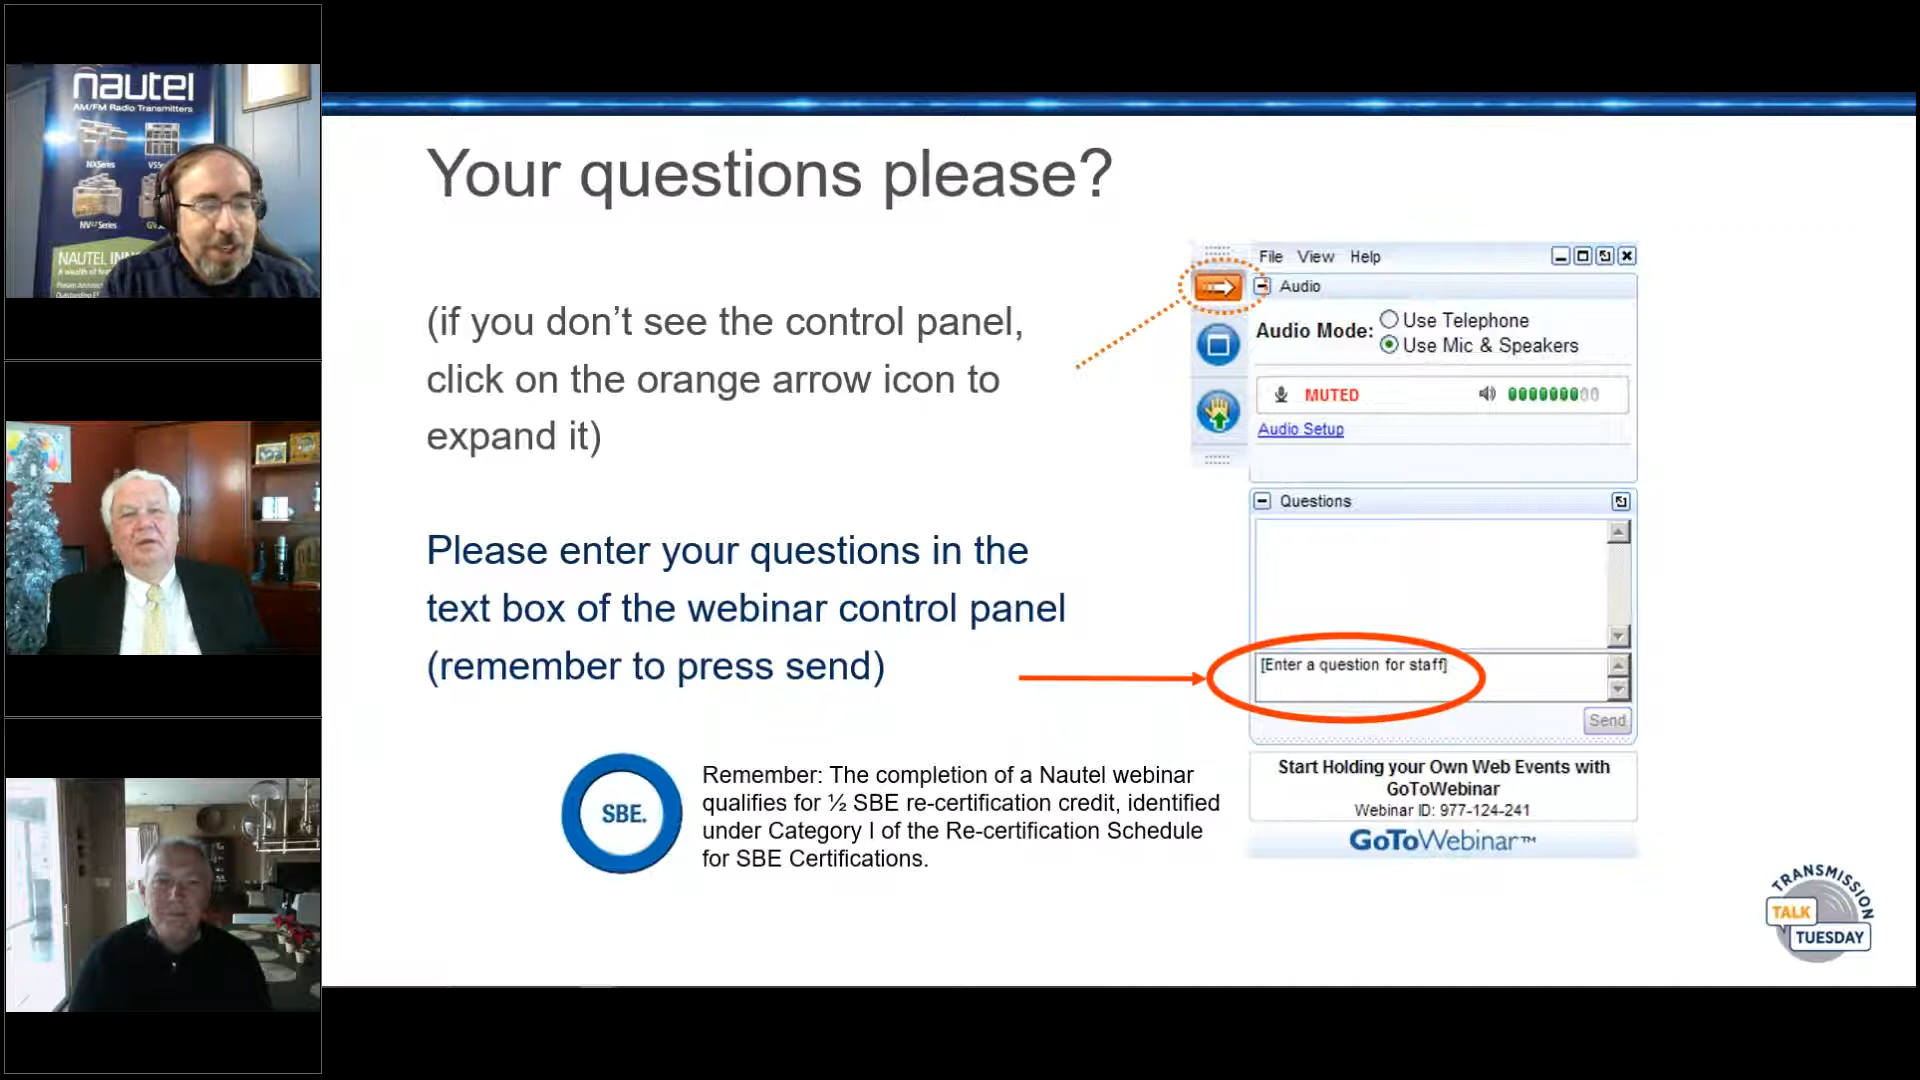 nautel
AM/FM Radio Transmitters
NXSeries
NVLT Series
NAUTEL
Your questions please?
(if you don’t see the control panel,
click on the orange arrow icon to
expand it)
Please enter your questions in the
text box of the webinar control panel
(remember to press send)
SBE.
Remember: The completion of a Nautel webinar
qualifies for ½ SBE re-certification credit, identified
under Category I of the Re-certification Schedule
for SBE Certifications.
File View Help
Audio
Audio Mode:
Use Telephone
Use Mic & Speakers
MUTED
Audio Setup
Questions
[Enter a question for staff]
Send
Start Holding your Own Web Events with
GoToWebinar
Webinar ID: 977-124-241
GoToWebinar™
TRANSMISSION
TALK
TUESDAY